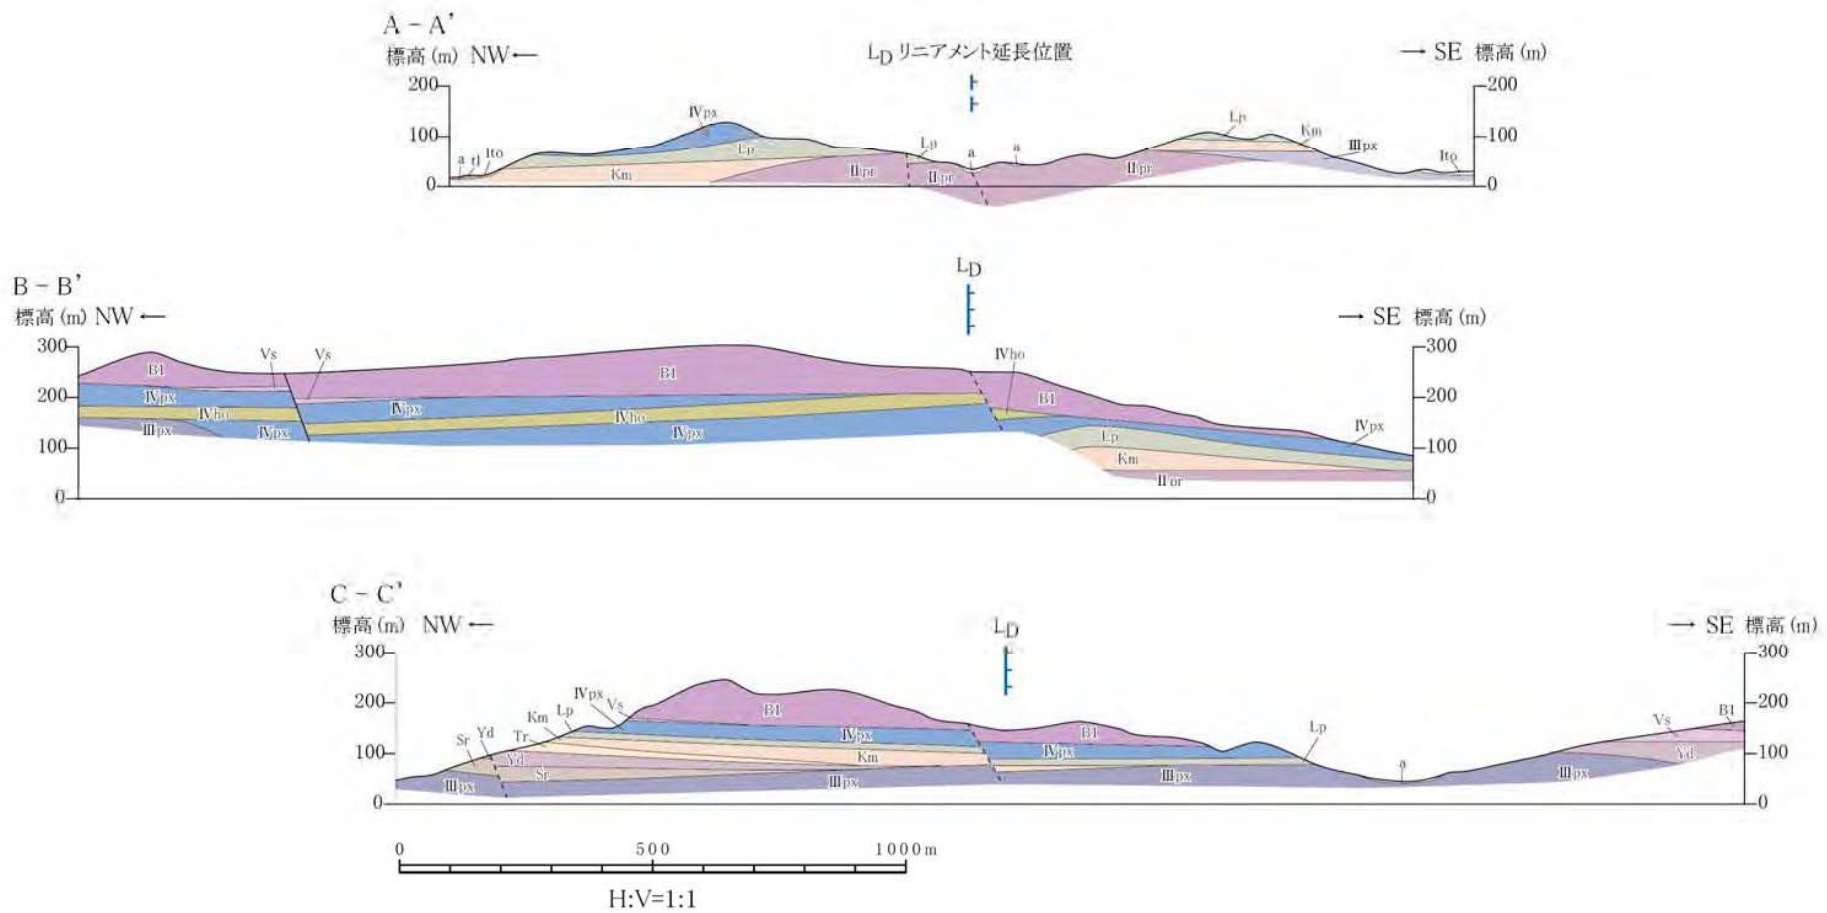 A - A'
標高(m) NW←
LD リニアメント延長位置
→ SE 標高(m)
200
100
0
a
tl
Ito
IVpx
Lp
Km
IIpr
IIpr
Lp
a
a
IIpr
Lp
Km
IIIpx
Ito
200
100
0
B - B'
標高(m) NW←
LD
→ SE 標高(m)
300
200
100
0
B1
Vs
Vs
IVpx
IVho
IIIpx
IVpx
B1
IVpx
IVho
IVpx
IVho
B1
Lp
Km
IIpr
IVpx
300
200
100
0
C - C'
標高(m) NW←
LD
→ SE 標高(m)
300
200
100
0
Sr
Yd
Tr
Km
Lp
IVpx
Vs
B1
IVpx
Km
Yd
Sr
IIIpx
IIIpx
B1
IVpx
IIIpx
Lp
a
IIIpx
Yd
Vs
B1
300
200
100
0
0 500 1000m
H:V=1:1